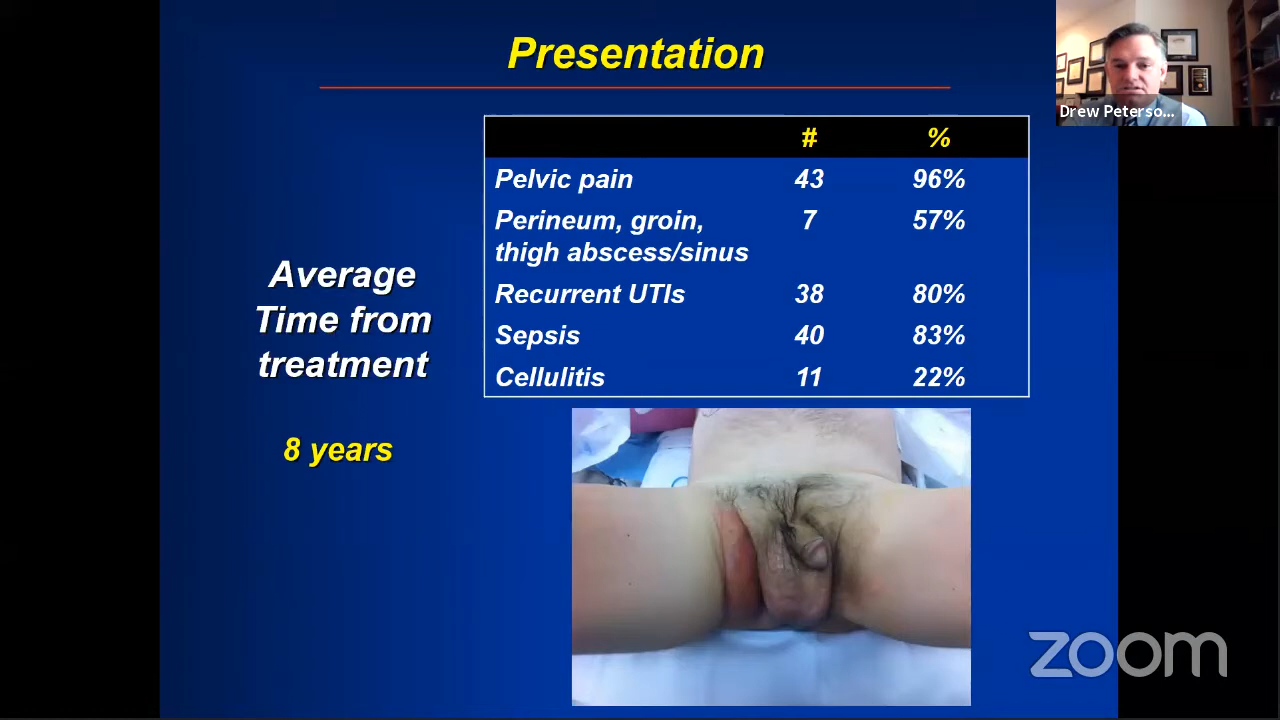 Presentation
Drew Peterso...
# %
Pelvic pain 43 96%
Perineum, groin, 7 57%
thigh abscess/sinus
Recurrent UTIs 38 80%
Sepsis 40 83%
Cellulitis 11 22%
Average
Time from
treatment
8 years
zoom